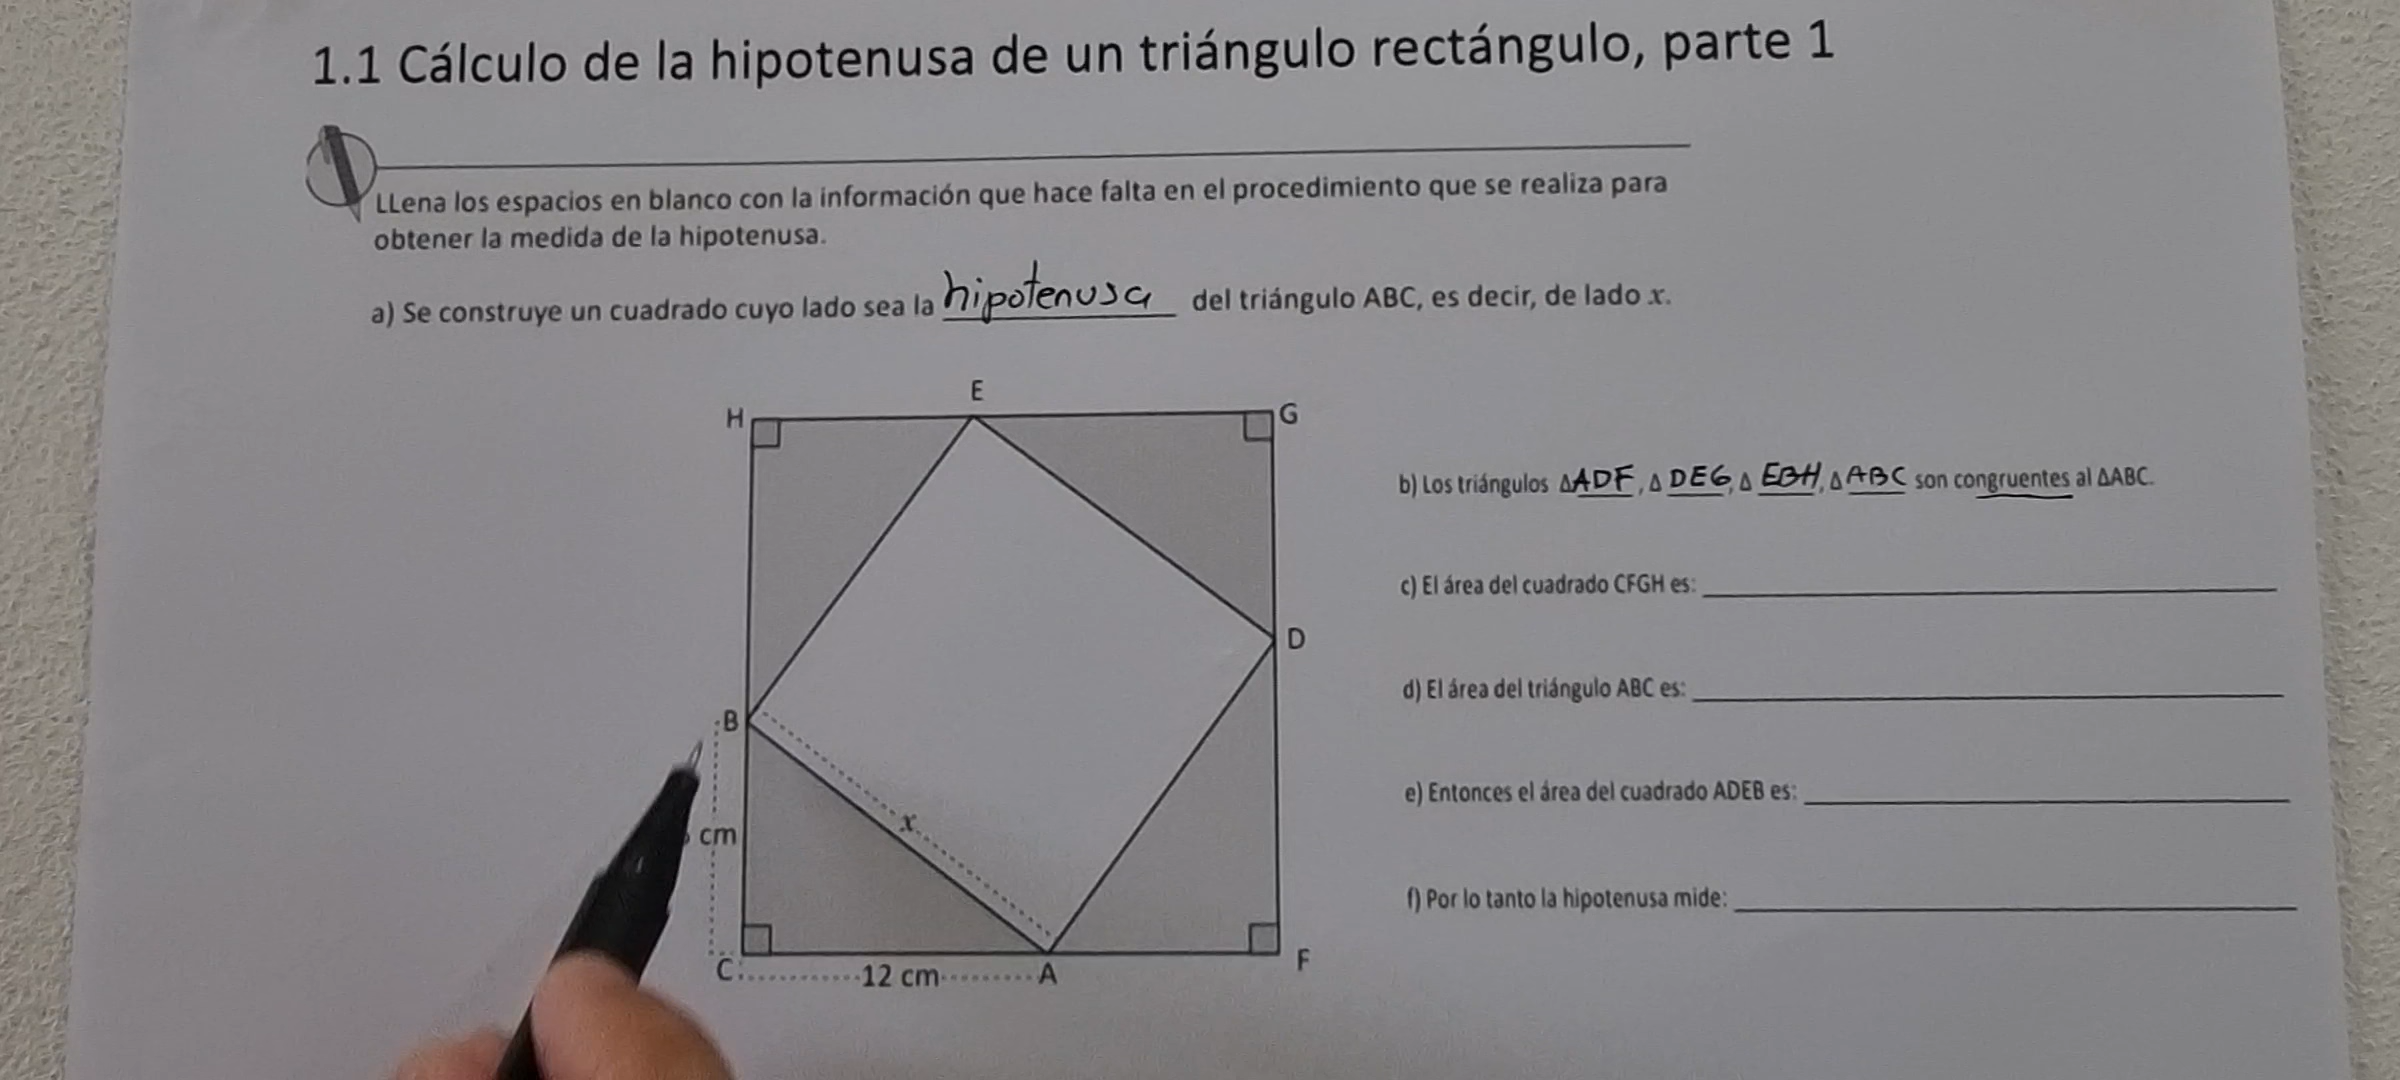 1.1 Cálculo de la hipotenusa de un triángulo rectángulo, parte 1
LLena los espacios en blanco con la información que hace falta en el procedimiento que se realiza para
obtener la medida de la hipotenusa.
a) Se construye un cuadrado cuyo lado sea la hipotenusa del triángulo ABC, es decir, de lado x.
H
E
G
b) Los triángulos ΔADF, Δ DEG, Δ EBH, ΔABC son congruentes al ΔABC.
c) El área del cuadrado CFGH es:
D
d) El área del triángulo ABC es:
B
e) Entonces el área del cuadrado ADEB es:
x
cm
f) Por lo tanto la hipotenusa mide:
C
12 cm
A
F